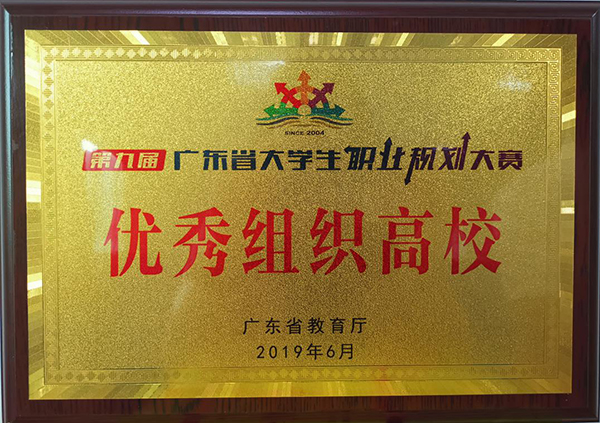 SINCE 2004
第九届 广东省大学生职业规划大赛
优秀组织高校
广东省教育厅
2019年6月